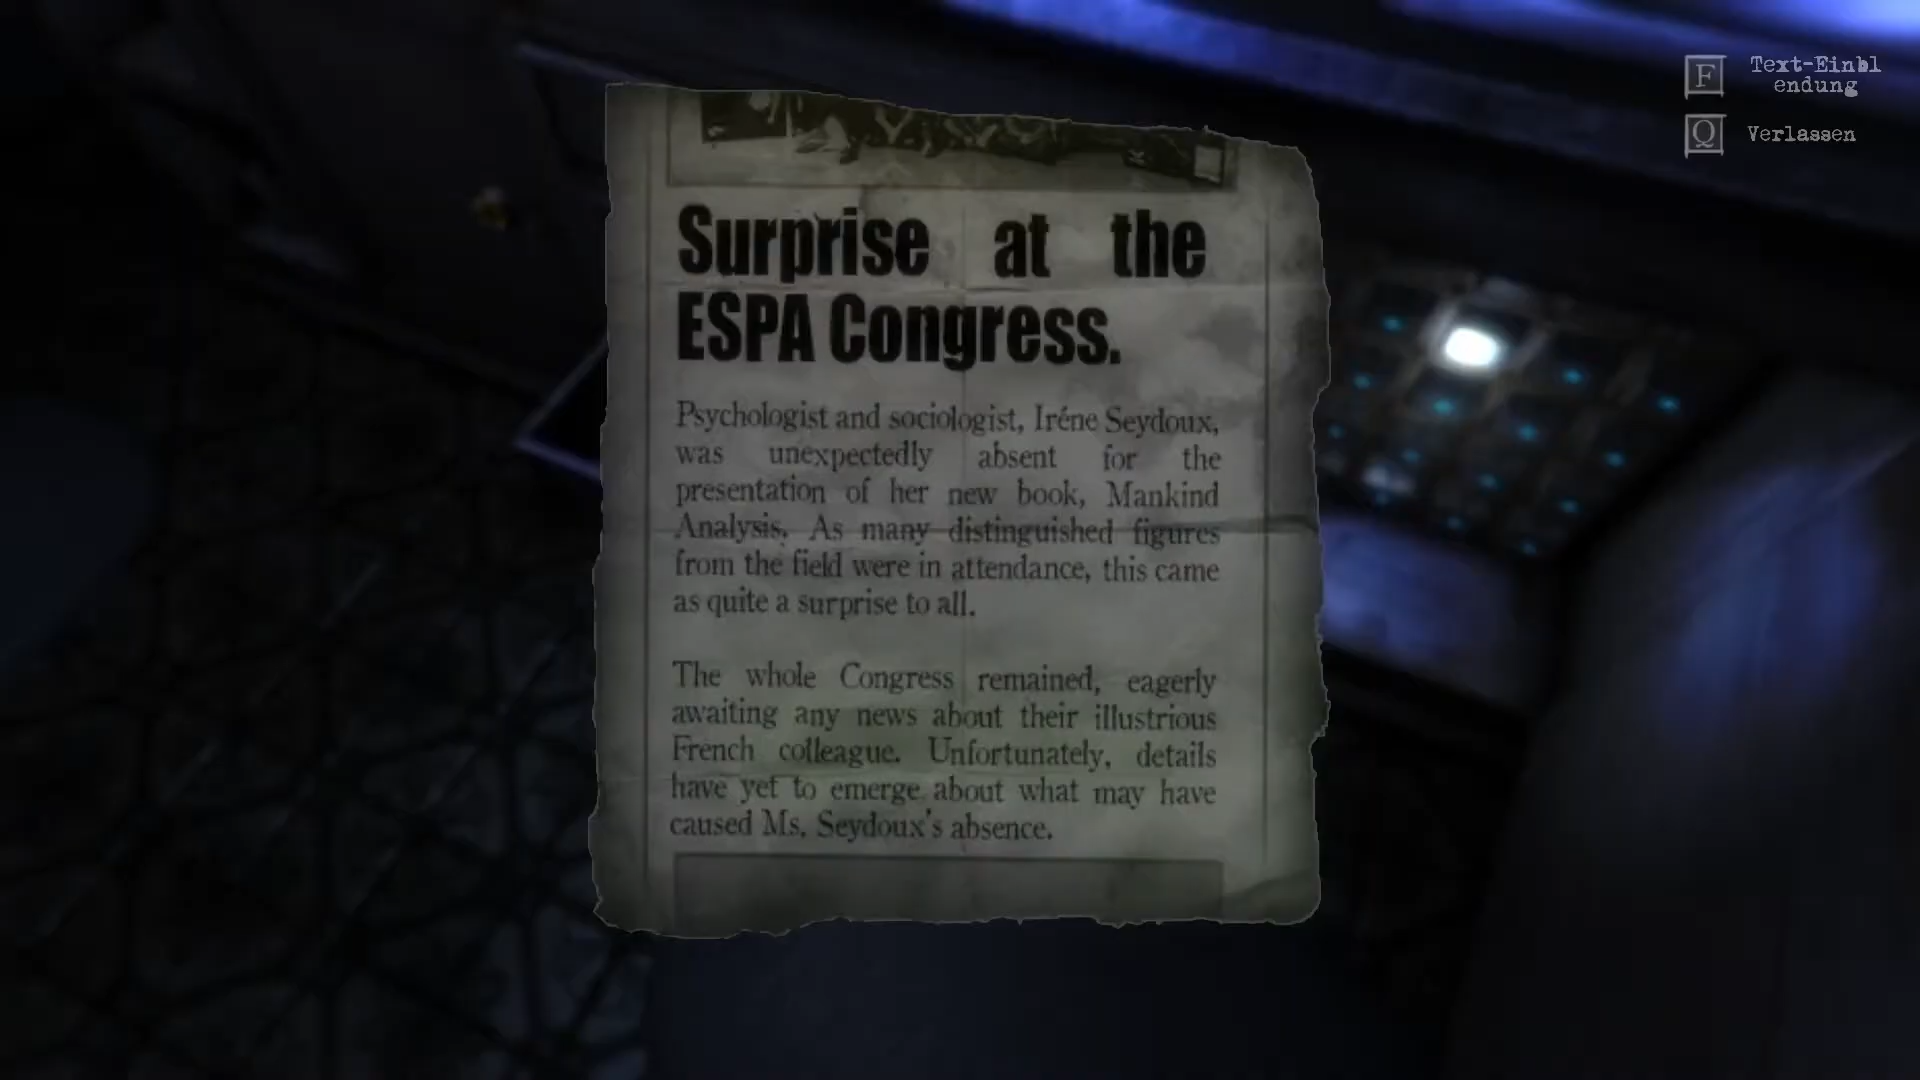 F Text-Einbl
endung
Q Verlassen
Surprise at the
ESPA Congress.
Psychologist and sociologist, Iréne Seydoux,
was unexpectedly absent for the
presentation of her new book, Mankind
Analysis. As many distinguished figures
from the field were in attendance, this came
as quite a surprise to all.
The whole Congress remained, eagerly
awaiting any news about their illustrious
French colleague. Unfortunately, details
have yet to emerge about what may have
caused Ms. Seydoux's absence.